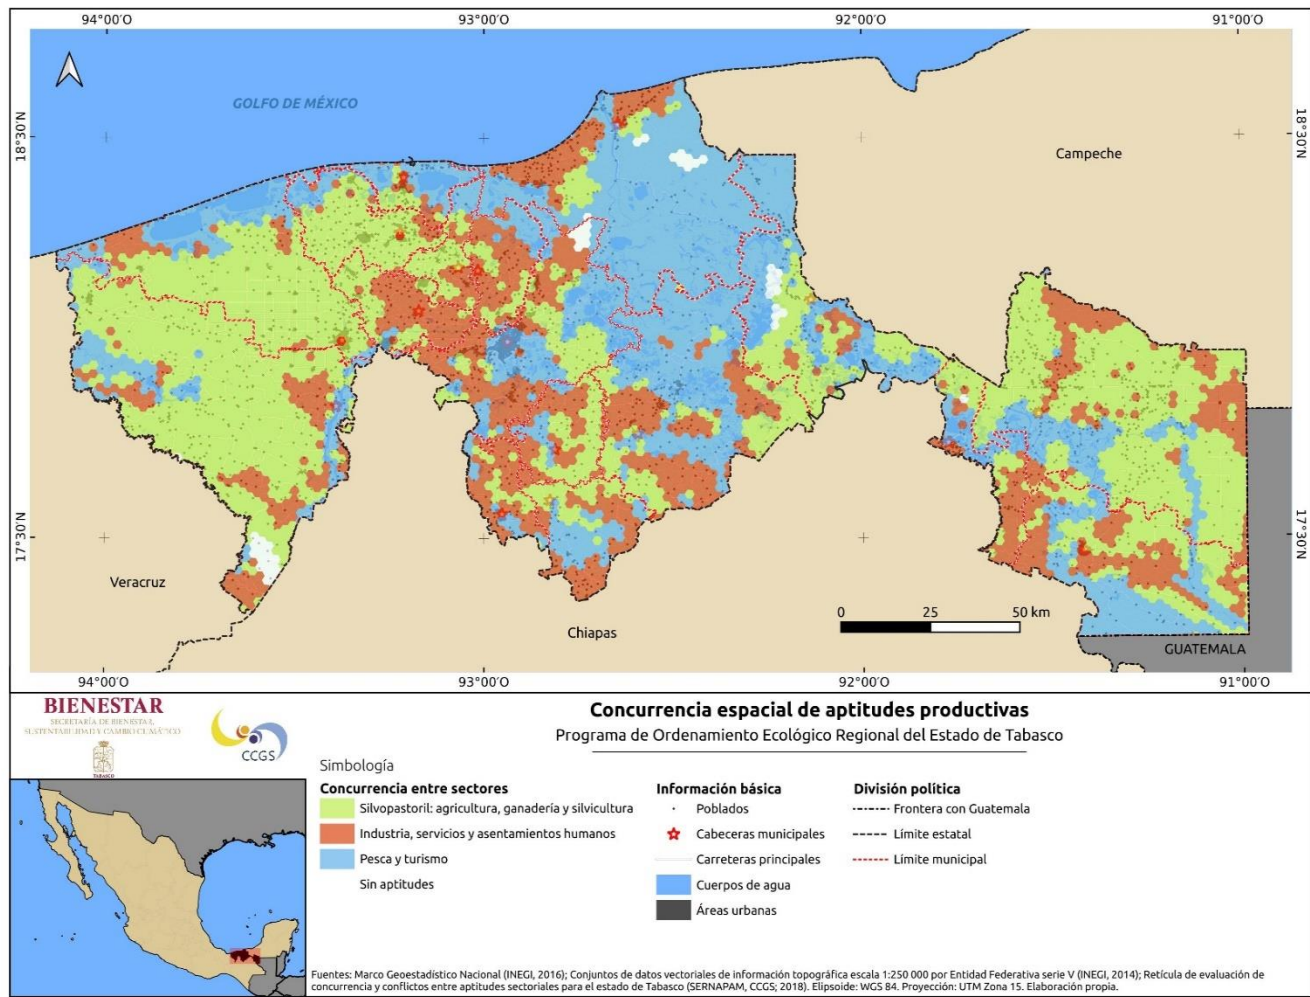 94°00'O 93°00'O 92°00'O 91°00'O
GOLFO DE MÉXICO
18°30'N
18°30'N
Campeche
17°30'N
17°30'N
Veracruz
Chiapas
0 25 50 km
GUATEMALA
94°00'O 93°00'O 92°00'O 91°00'O
BIENESTAR
SECRETARÍA DE BIENESTAR,
SUSTENTABILIDAD Y CAMBIO CLIMÁTICO
TABASCO
CCGS
Concurrencia espacial de aptitudes productivas
Programa de Ordenamiento Ecológico Regional del Estado de Tabasco
Simbología
Concurrencia entre sectores
Silvopastoril: agricultura, ganadería y silvicultura
Industria, servicios y asentamientos humanos
Pesca y turismo
Sin aptitudes
Información básica
Poblados
Cabeceras municipales
Carreteras principales
Cuerpos de agua
Áreas urbanas
División política
Frontera con Guatemala
Límite estatal
Límite municipal
Fuentes: Marco Geoestadístico Nacional (INEGI, 2016); Conjuntos de datos vectoriales de información topográfica escala 1:250 000 por Entidad Federativa serie V (INEGI, 2014); Retícula de evaluación de
concurrencia y conflictos entre aptitudes sectoriales para el estado de Tabasco (SERNAPAM, CCGS; 2018). Elipsoide: WGS 84. Proyección: UTM Zona 15. Elaboración propia.